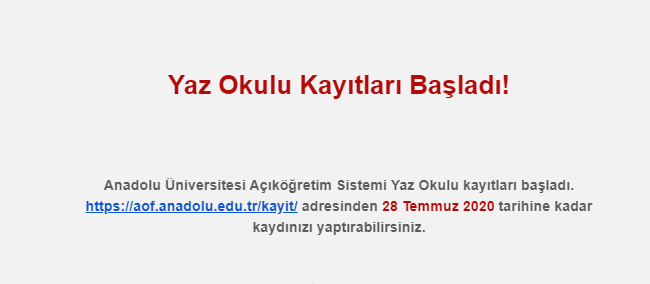 Yaz Okulu Kayıtları Başladı!
Anadolu Üniversitesi Açıköğretim Sistemi Yaz Okulu kayıtları başladı.
https://aof.anadolu.edu.tr/kayit/ adresinden 28 Temmuz 2020 tarihine kadar
kaydınızı yaptırabilirsiniz.